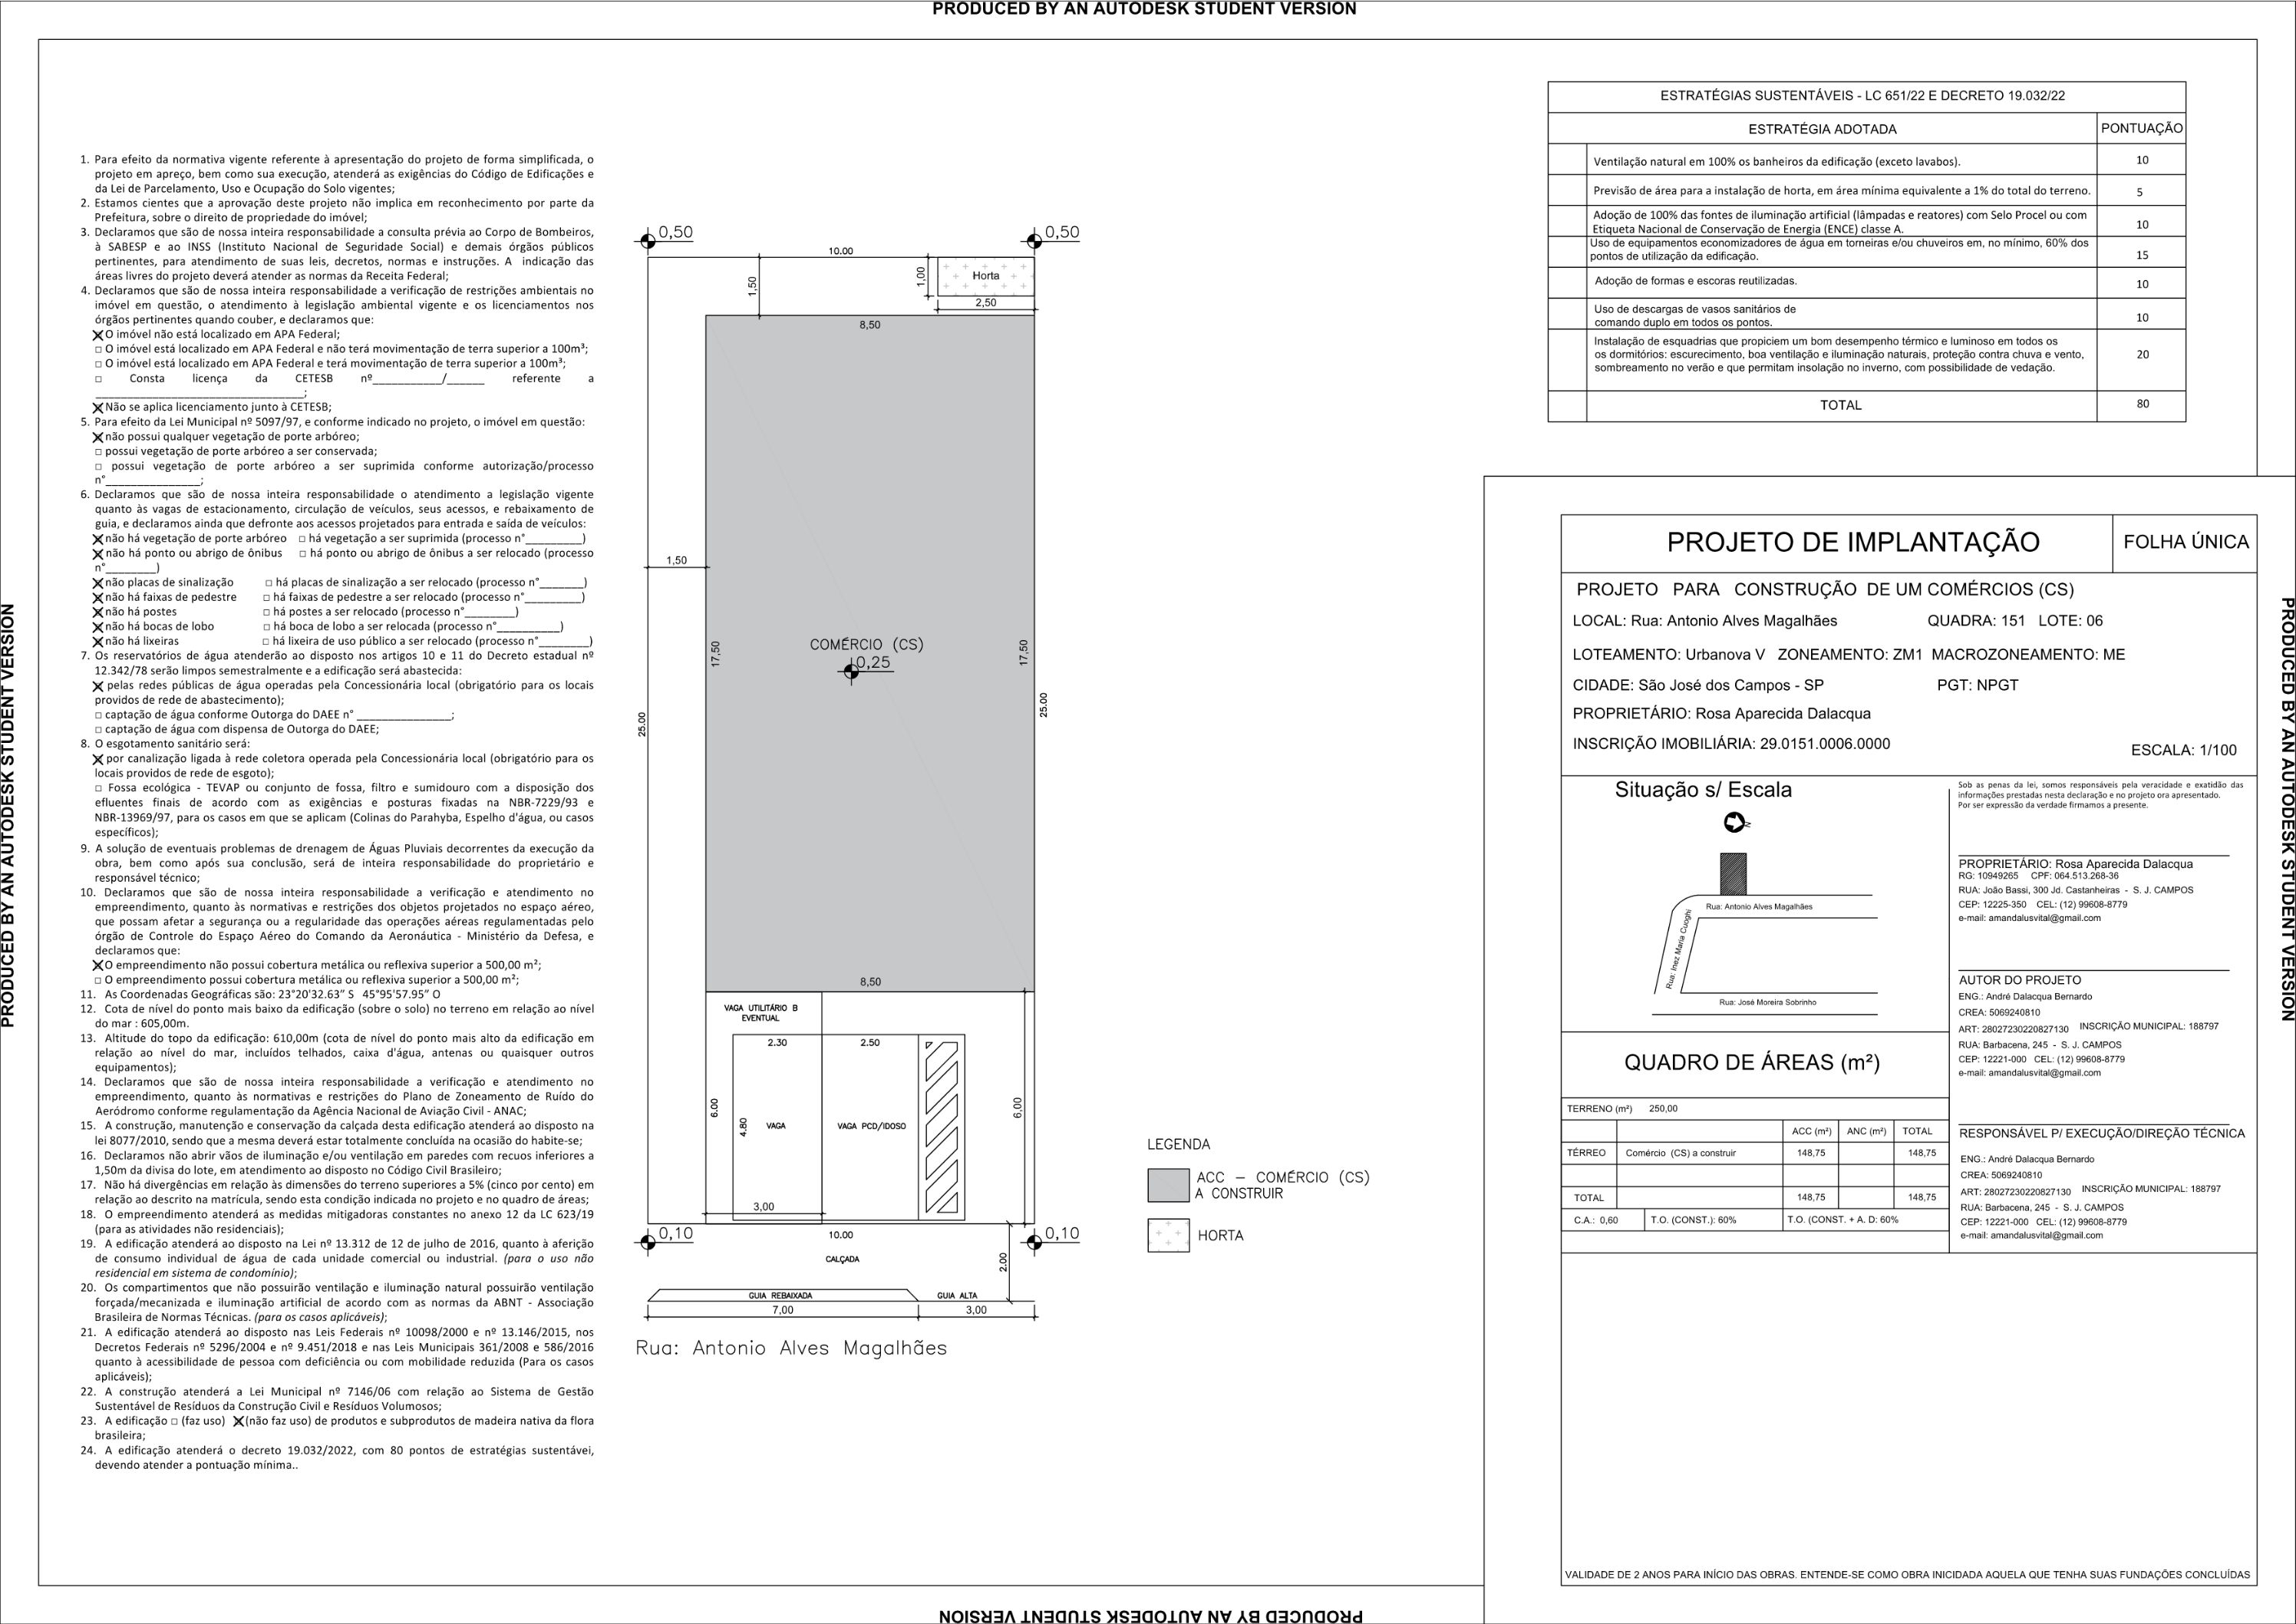 PRODUCED BY AN AUTODESK STUDENT VERSION
1. Para efeito da normativa vigente referente à apresentação do projeto de forma simplificada, o
projeto em apreço, bem como sua execução, atenderá as exigências do Código de Edificações e
da Lei de Parcelamento, Uso e Ocupação do Solo vigentes;
2. Estamos cientes que a aprovação deste projeto não implica em reconhecimento por parte da
Prefeitura, sobre o direito de propriedade do imóvel;
3. Declaramos que são de nossa inteira responsabilidade a consulta prévia ao Corpo de Bombeiros,
à SABESP e ao INSS (Instituto Nacional de Seguridade Social) e demais órgãos públicos
pertinentes, para atendimento de suas leis, decretos, normas e instruções. A indicação das
áreas livres do projeto deverá atender as normas da Receita Federal;
4. Declaramos que são de nossa inteira responsabilidade a verificação de restrições ambientais no
imóvel em questão, o atendimento à legislação ambiental vigente e os licenciamentos nos
órgãos pertinentes quando couber, e declaramos que:
☒ O imóvel não está localizado em APA Federal;
□ O imóvel está localizado em APA Federal e não terá movimentação de terra superior a 100m³;
□ O imóvel está localizado em APA Federal e terá movimentação de terra superior a 100m³;
□ Consta licença da CETESB nº___________/______ referente a
_________________________________;
☒ Não se aplica licenciamento junto à CETESB;
5. Para efeito da Lei Municipal nº 5097/97, e conforme indicado no projeto, o imóvel em questão:
☒ não possui qualquer vegetação de porte arbóreo;
□ possui vegetação de porte arbóreo a ser conservada;
□ possui vegetação de porte arbóreo a ser suprimida conforme autorização/processo
n°_______________;
6. Declaramos que são de nossa inteira responsabilidade o atendimento a legislação vigente
quanto às vagas de estacionamento, circulação de veículos, seus acessos, e rebaixamento de
guia, e declaramos ainda que defronte aos acessos projetados para entrada e saída de veículos:
☒ não há vegetação de porte arbóreo □ há vegetação a ser suprimida (processo n°_________)
☒ não há ponto ou abrigo de ônibus □ há ponto ou abrigo de ônibus a ser relocado (processo
n°________)
☒ não placas de sinalização □ há placas de sinalização a ser relocado (processo n°_______)
☒ não há faixas de pedestre □ há faixas de pedestre a ser relocado (processo n°_________)
☒ não há postes □ há postes a ser relocado (processo n°________)
☒ não há bocas de lobo □ há boca de lobo a ser relocada (processo n°__________)
☒ não há lixeiras □ há lixeira de uso público a ser relocado (processo n°________)
7. Os reservatórios de água atenderão ao disposto nos artigos 10 e 11 do Decreto estadual nº
12.342/78 serão limpos semestralmente e a edificação será abastecida:
☒ pelas redes públicas de água operadas pela Concessionária local (obrigatório para os locais
providos de rede de abastecimento);
□ captação de água conforme Outorga do DAEE n° _______________;
□ captação de água com dispensa de Outorga do DAEE;
8. O esgotamento sanitário será:
☒ por canalização ligada à rede coletora operada pela Concessionária local (obrigatório para os
locais providos de rede de esgoto);
□ Fossa ecológica - TEVAP ou conjunto de fossa, filtro e sumidouro com a disposição dos
efluentes finais de acordo com as exigências e posturas fixadas na NBR-7229/93 e
NBR-13969/97, para os casos em que se aplicam (Colinas do Parahyba, Espelho d'água, ou casos
específicos);
9. A solução de eventuais problemas de drenagem de Águas Pluviais decorrentes da execução da
obra, bem como após sua conclusão, será de inteira responsabilidade do proprietário e
responsável técnico;
10. Declaramos que são de nossa inteira responsabilidade a verificação e atendimento no
empreendimento, quanto às normativas e restrições dos objetos projetados no espaço aéreo,
que possam afetar a segurança ou a regularidade das operações aéreas regulamentadas pelo
órgão de Controle do Espaço Aéreo do Comando da Aeronáutica - Ministério da Defesa, e
declaramos que:
☒ O empreendimento não possui cobertura metálica ou reflexiva superior a 500,00 m²;
□ O empreendimento possui cobertura metálica ou reflexiva superior a 500,00 m²;
11. As Coordenadas Geográficas são: 23°20'32.63” S 45°95'57.95” O
12. Cota de nível do ponto mais baixo da edificação (sobre o solo) no terreno em relação ao nível
do mar : 605,00m.
13. Altitude do topo da edificação: 610,00m (cota de nível do ponto mais alto da edificação em
relação ao nível do mar, incluídos telhados, caixa d'água, antenas ou quaisquer outros
equipamentos);
14. Declaramos que são de nossa inteira responsabilidade a verificação e atendimento no
empreendimento, quanto às normativas e restrições do Plano de Zoneamento de Ruído do
Aeródromo conforme regulamentação da Agência Nacional de Aviação Civil - ANAC;
15. A construção, manutenção e conservação da calçada desta edificação atenderá ao disposto na
lei 8077/2010, sendo que a mesma deverá estar totalmente concluída na ocasião do habite-se;
16. Declaramos não abrir vãos de iluminação e/ou ventilação em paredes com recuos inferiores a
1,50m da divisa do lote, em atendimento ao disposto no Código Civil Brasileiro;
17. Não há divergências em relação às dimensões do terreno superiores a 5% (cinco por cento) em
relação ao descrito na matrícula, sendo esta condição indicada no projeto e no quadro de áreas;
18. O empreendimento atenderá as medidas mitigadoras constantes no anexo 12 da LC 623/19
(para as atividades não residenciais);
19. A edificação atenderá ao disposto na Lei nº 13.312 de 12 de julho de 2016, quanto à aferição
de consumo individual de água de cada unidade comercial ou industrial. (para o uso não
residencial em sistema de condomínio);
20. Os compartimentos que não possuirão ventilação e iluminação natural possuirão ventilação
forçada/mecanizada e iluminação artificial de acordo com as normas da ABNT - Associação
Brasileira de Normas Técnicas. (para os casos aplicáveis);
21. A edificação atenderá ao disposto nas Leis Federais nº 10098/2000 e nº 13.146/2015, nos
Decretos Federais nº 5296/2004 e nº 9.451/2018 e nas Leis Municipais 361/2008 e 586/2016
quanto à acessibilidade de pessoa com deficiência ou com mobilidade reduzida (Para os casos
aplicáveis);
22. A construção atenderá a Lei Municipal nº 7146/06 com relação ao Sistema de Gestão
Sustentável de Resíduos da Construção Civil e Resíduos Volumosos;
23. A edificação □ (faz uso) ☒ (não faz uso) de produtos e subprodutos de madeira nativa da flora
brasileira;
24. A edificação atenderá o decreto 19.032/2022, com 80 pontos de estratégias sustentávei,
devendo atender a pontuação mínima..
0,50
0,50
10.00
1,50
1,00
Horta
2,50
8,50
1,50
COMÉRCIO (CS)
0,25
17,50
17,50
25.00
25.00
8,50
VAGA UTILITÁRIO B
EVENTUAL
2.30
2.50
6.00
4.80
VAGA
VAGA PCD/IDOSO
6,00
3,00
0,10
0,10
10.00
CALÇADA
2.00
GUIA REBAIXADA
GUIA ALTA
7,00
3,00
Rua: Antonio Alves Magalhães
LEGENDA
ACC – COMÉRCIO (CS)
A CONSTRUIR
HORTA
ESTRATÉGIAS SUSTENTÁVEIS - LC 651/22 E DECRETO 19.032/22
ESTRATÉGIA ADOTADA PONTUAÇÃO
Ventilação natural em 100% os banheiros da edificação (exceto lavabos). 10
Previsão de área para a instalação de horta, em área mínima equivalente a 1% do total do terreno. 5
Adoção de 100% das fontes de iluminação artificial (lâmpadas e reatores) com Selo Procel ou com
Etiqueta Nacional de Conservação de Energia (ENCE) classe A. 10
Uso de equipamentos economizadores de água em torneiras e/ou chuveiros em, no mínimo, 60% dos
pontos de utilização da edificação. 15
Adoção de formas e escoras reutilizadas. 10
Uso de descargas de vasos sanitários de
comando duplo em todos os pontos. 10
Instalação de esquadrias que propiciem um bom desempenho térmico e luminoso em todos os
os dormitórios: escurecimento, boa ventilação e iluminação naturais, proteção contra chuva e vento, 20
sombreamento no verão e que permitam insolação no inverno, com possibilidade de vedação.
TOTAL 80
PROJETO DE IMPLANTAÇÃO FOLHA ÚNICA
PROJETO PARA CONSTRUÇÃO DE UM COMÉRCIOS (CS)
LOCAL: Rua: Antonio Alves Magalhães QUADRA: 151 LOTE: 06
LOTEAMENTO: Urbanova V ZONEAMENTO: ZM1 MACROZONEAMENTO: ME
CIDADE: São José dos Campos - SP PGT: NPGT
PROPRIETÁRIO: Rosa Aparecida Dalacqua
INSCRIÇÃO IMOBILIÁRIA: 29.0151.0006.0000 ESCALA: 1/100
Situação s/ Escala
N
Rua: Antonio Alves Magalhães
Rua: Inez Maria Cuoghi
Rua: José Moreira Sobrinho
Sob as penas da lei, somos responsáveis pela veracidade e exatidão das
informações prestadas nesta declaração e no projeto ora apresentado.
Por ser expressão da verdade firmamos a presente.
PROPRIETÁRIO: Rosa Aparecida Dalacqua
RG: 10949265 CPF: 064.513.268-36
RUA: João Bassi, 300 Jd. Castanheiras - S. J. CAMPOS
CEP: 12225-350 CEL: (12) 99608-8779
e-mail: amandalusvital@gmail.com
AUTOR DO PROJETO
ENG.: André Dalacqua Bernardo
CREA: 5069240810
ART: 28027230220827130 INSCRIÇÃO MUNICIPAL: 188797
RUA: Barbacena, 245 - S. J. CAMPOS
CEP: 12221-000 CEL: (12) 99608-8779
e-mail: amandalusvital@gmail.com
RESPONSÁVEL P/ EXECUÇÃO/DIREÇÃO TÉCNICA
ENG.: André Dalacqua Bernardo
CREA: 5069240810
ART: 28027230220827130 INSCRIÇÃO MUNICIPAL: 188797
RUA: Barbacena, 245 - S. J. CAMPOS
CEP: 12221-000 CEL: (12) 99608-8779
e-mail: amandalusvital@gmail.com
QUADRO DE ÁREAS (m²)
TERRENO (m²) 250,00
ACC (m²) ANC (m²) TOTAL
TÉRREO Comércio (CS) a construir 148,75 148,75
TOTAL 148,75 148,75
C.A.: 0,60 T.O. (CONST.): 60% T.O. (CONST. + A. D: 60%
VALIDADE DE 2 ANOS PARA INÍCIO DAS OBRAS. ENTENDE-SE COMO OBRA INICIDADA AQUELA QUE TENHA SUAS FUNDAÇÕES CONCLUÍDAS
PRODUCED BY AN AUTODESK STUDENT VERSION
PRODUCED BY AN AUTODESK STUDENT VERSION
PRODUCED BY AN AUTODESK STUDENT VERSION